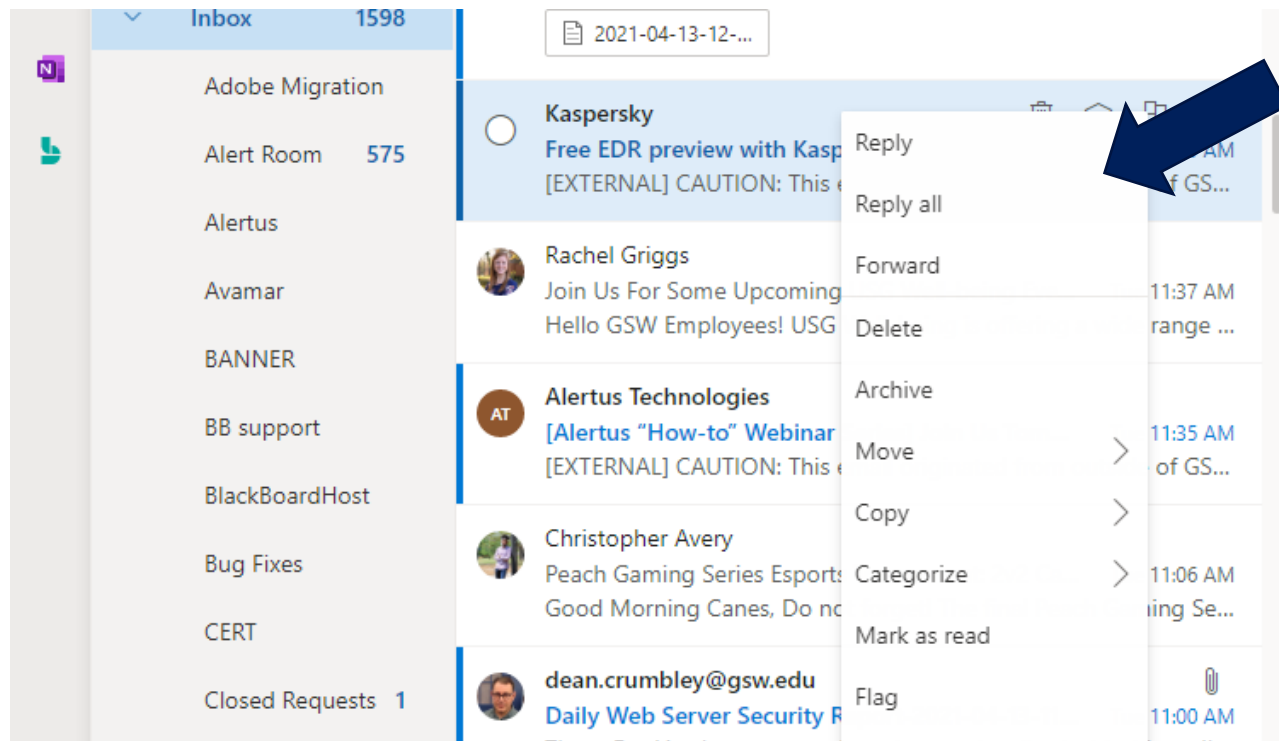 Inbox 1598
Adobe Migration
Alert Room 575
Alertus
Avamar
BANNER
BB support
BlackBoardHost
Bug Fixes
CERT
Closed Requests 1
2021-04-13-12-...
Kaspersky
Free EDR preview with Kasp
AM
[EXTERNAL] CAUTION: This e
of GS...
Rachel Griggs
Join Us For Some Upcoming
11:37 AM
Hello GSW Employees! USG
range ...
AT
Alertus Technologies
[Alertus “How-to” Webinar
11:35 AM
[EXTERNAL] CAUTION: This e
of GS...
Christopher Avery
Peach Gaming Series Esports
11:06 AM
Good Morning Canes, Do no
ing Se...
dean.crumbley@gsw.edu
Daily Web Server Security R
11:00 AM
Reply
Reply all
Forward
Delete
Archive
Move
Copy
Categorize
Mark as read
Flag